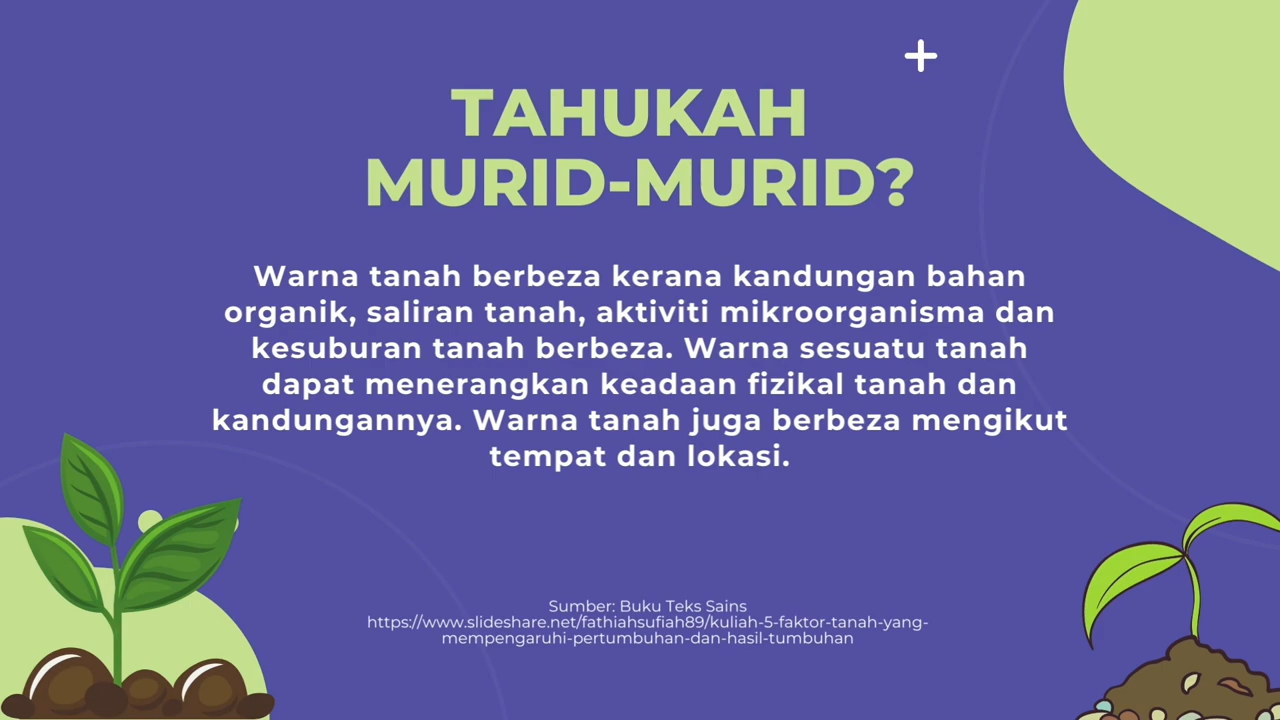 TAHUKAH
MURID-MURID?
Warna tanah berbeza kerana kandungan bahan
organik, saliran tanah, aktiviti mikroorganisma dan
kesuburan tanah berbeza. Warna sesuatu tanah
dapat menerangkan keadaan fizikal tanah dan
kandungannya. Warna tanah juga berbeza mengikut
tempat dan lokasi.
Sumber: Buku Teks Sains
https://www.slideshare.net/fathiahsufiah89/kuliah-5-faktor-tanah-yang-
mempengaruhi-pertumbuhan-dan-hasil-tumbuhan